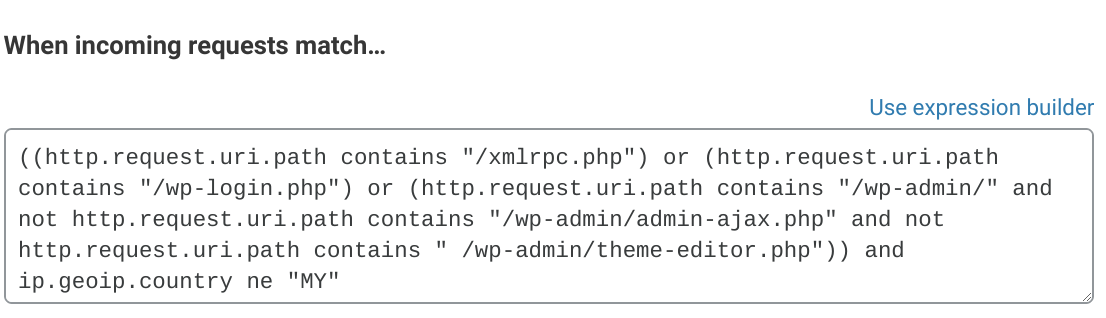 When incoming requests match...
Use expression builder
((http.request.uri.path contains "/xmlrpc.php") or (http.request.uri.path
contains "/wp-login.php") or (http.request.uri.path contains "/wp-admin/" and
not http.request.uri.path contains "/wp-admin/admin-ajax.php" and not
http.request.uri.path contains " /wp-admin/theme-editor.php")) and
ip.geoip.country ne "MY"